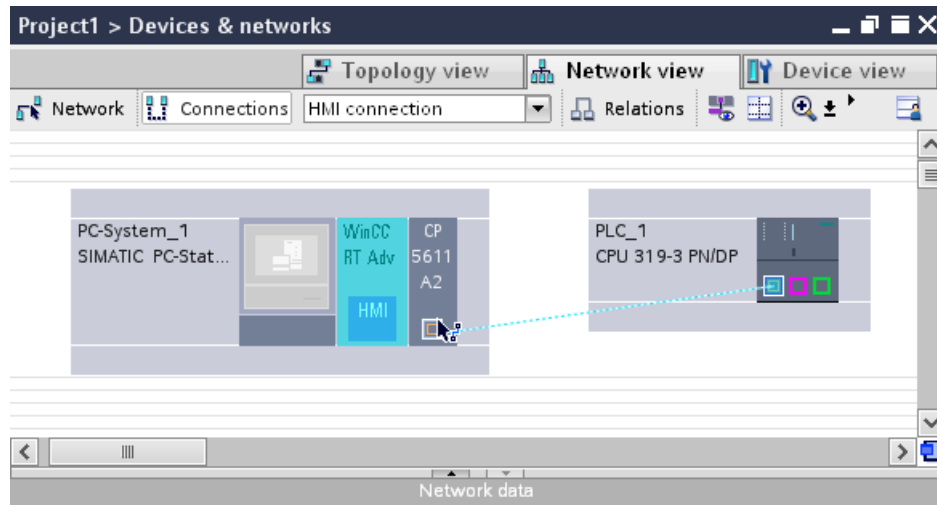 Project1 > Devices & networks
Topology view
Network view
Device view
Network
Connections
HMI connection
Relations
PC-System_1
SIMATIC PC-Stat...
WinCC
RT Adv
HMI
CP
5611
A2
PLC_1
CPU 319-3 PN/DP
Network data